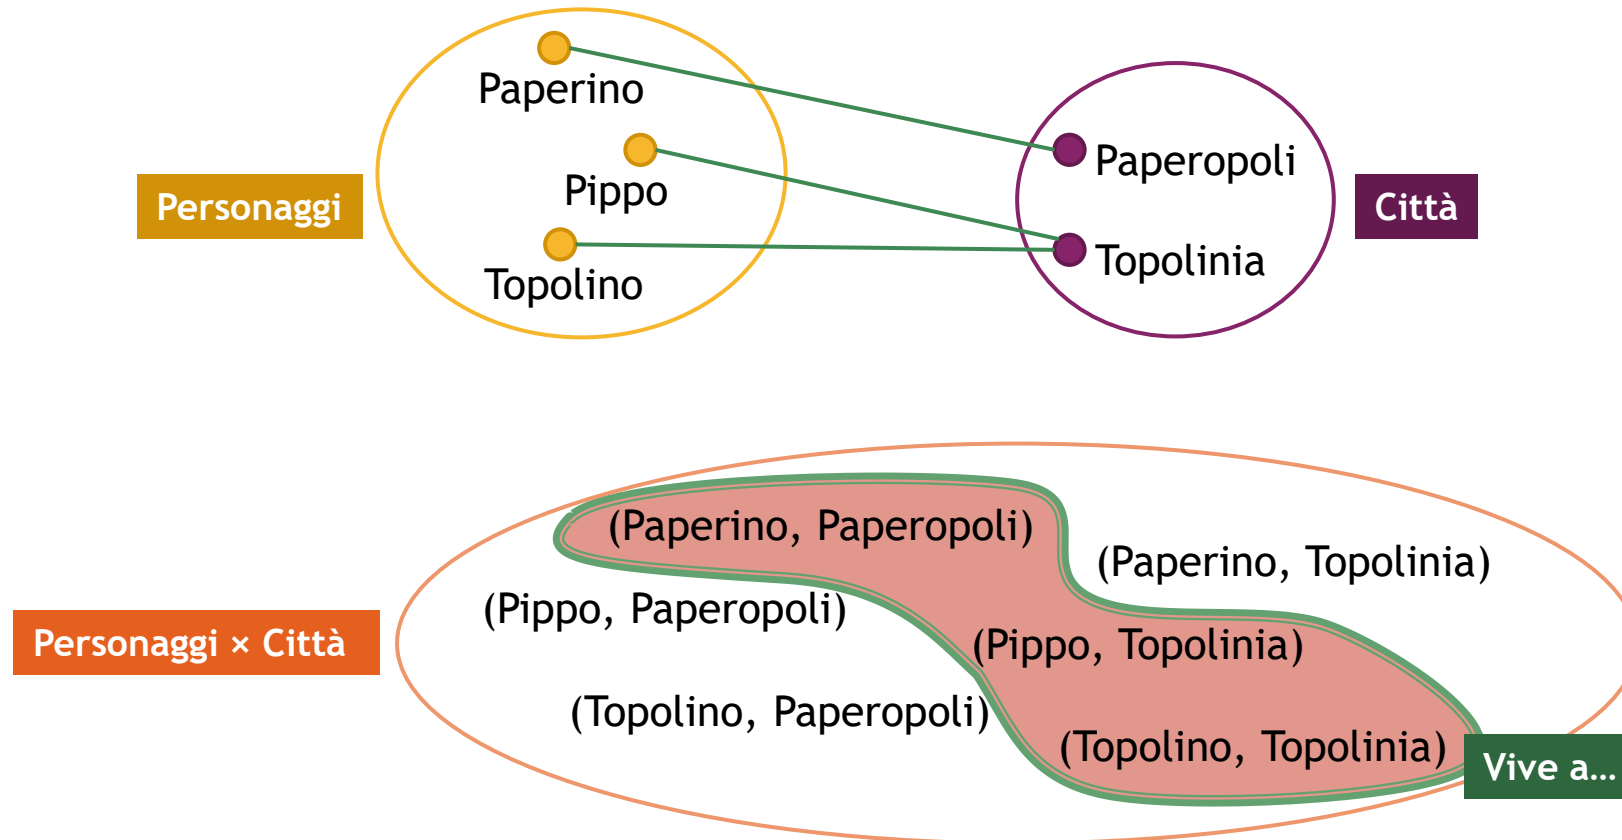 Paperino
Pippo
Topolino
Personaggi
Paperopoli
Topolinia
Città
(Paperino, Paperopoli)
(Paperino, Topolinia)
(Pippo, Paperopoli)
(Pippo, Topolinia)
Personaggi × Città
(Topolino, Paperopoli)
(Topolino, Topolinia)
Vive a…